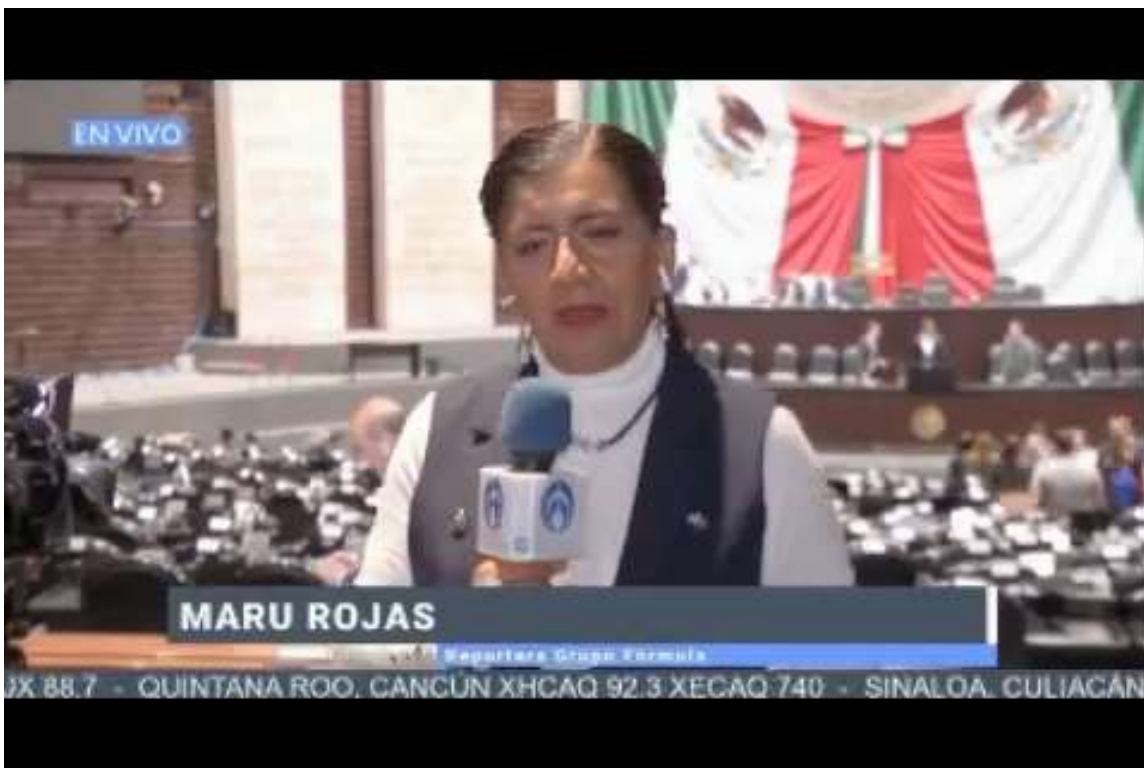 EN VIVO
MARU ROJAS
Reportera Grupo Fórmula
JX 88.7 - QUINTANA ROO, CANCÚN XHCAQ 92.3 XECAQ 740 - SINALOA, CULIACÁN